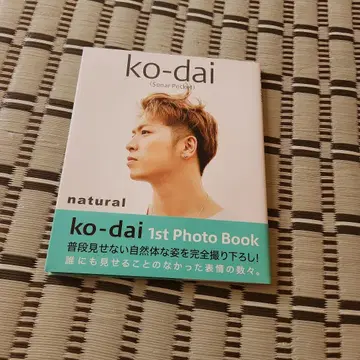 ko-dai
(Sonar Pocket)
natural
ko-dai 1st Photo Book
普段見せない自然体な姿を完全撮り下ろし!
誰にも見せることのなかった表情の数々。